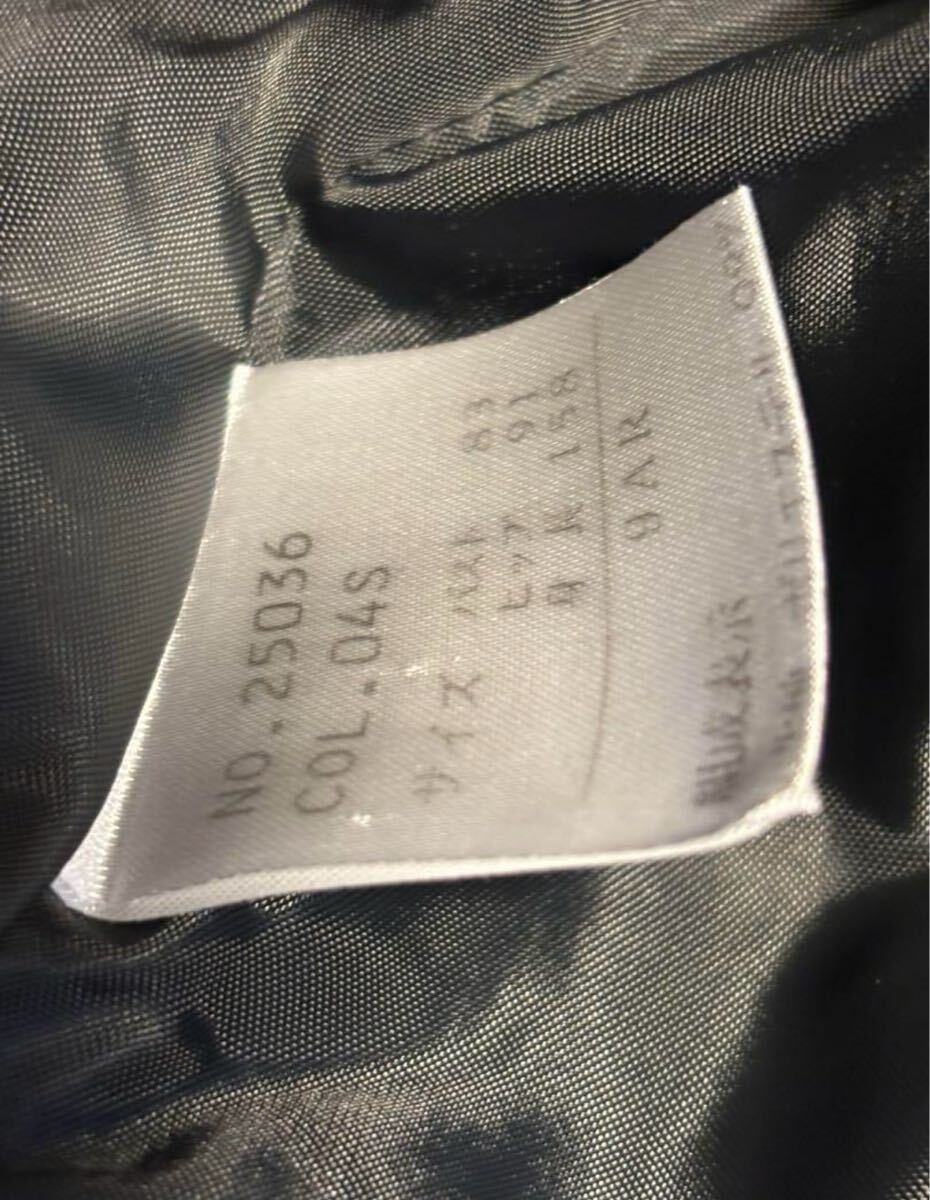 NO.25036
COL.04S
サイズ バスト 83
ヒップ 91
身長 158
9AR